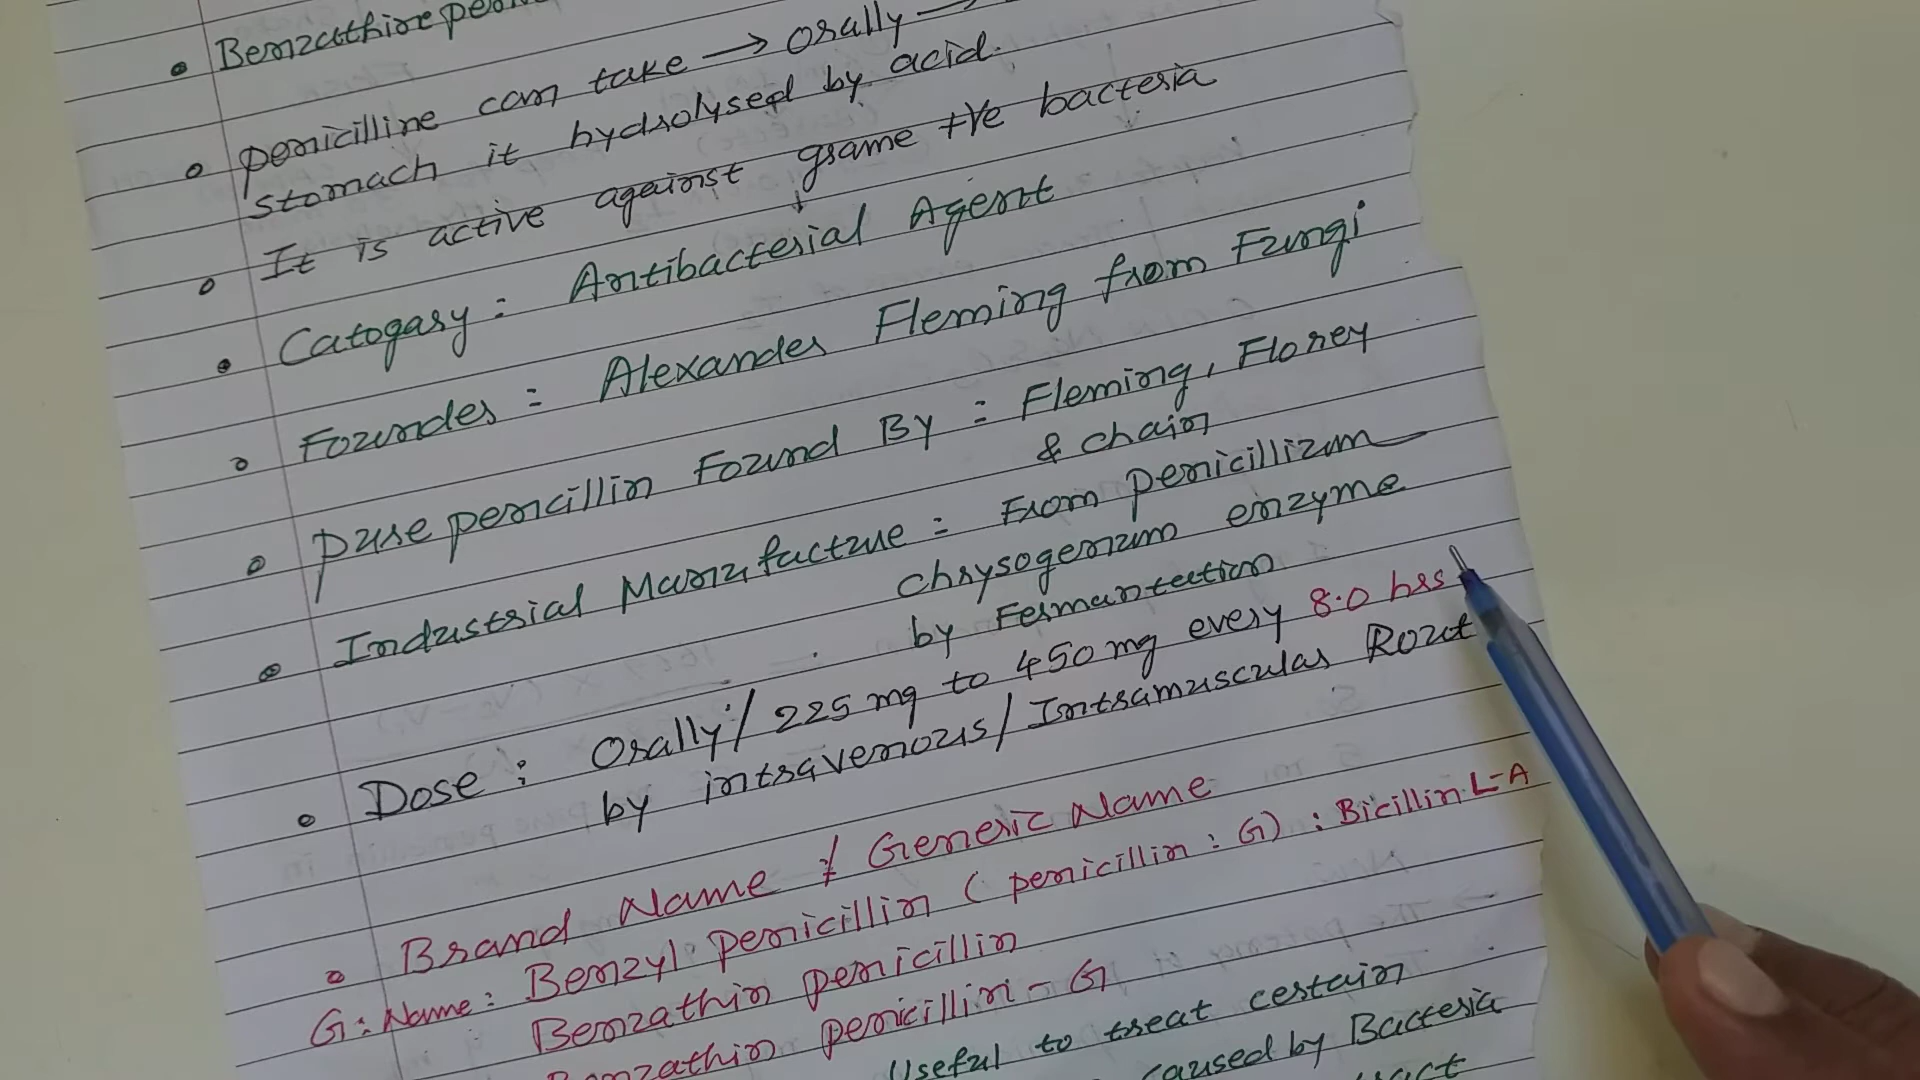 Benzathine
penicilline can take → orally →
stomach it hydrolysed by acid.
It is active against grame +ve bacteria
Catogary : Antibacterial Agent
Founder : Alexander Fleming from Fungi
pure penicillin Found By : Fleming, Florey
& chain
Industrial Manufacture : From penicillium
chrysogenum enzyme
by Fermantation
Dose : Orally / 225 mg to 450 mg every 8.0 hrs
by intravenous / Intramuscular Rout
Brand Name / Generic Name
G: Name : Benzyl penicillin ( penicillin : G) : Bicillin L-A
Benzathin penicillin
Benzathin penicillin - G
Useful to treat certain
caused by Bacteria